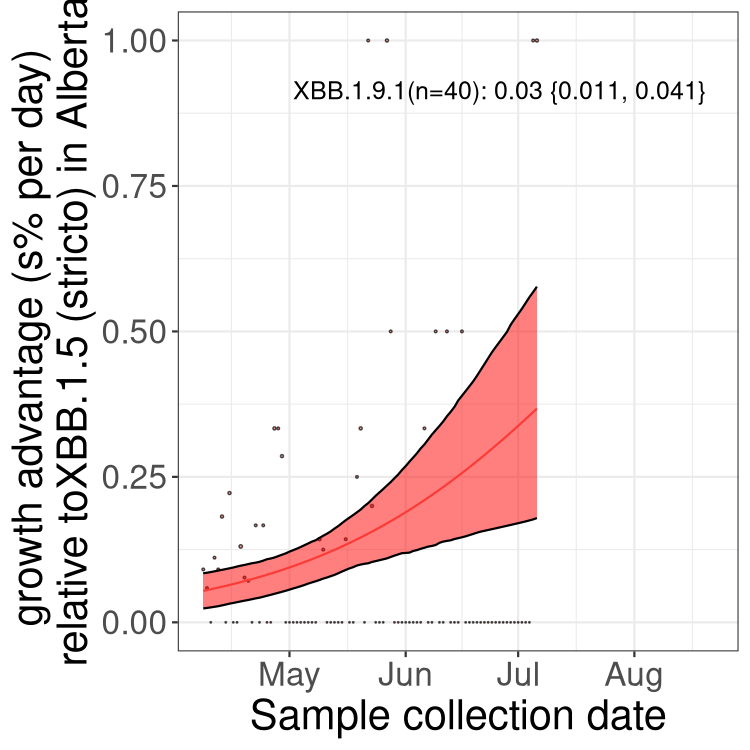 growth advantage (s% per day)
relative toXBB.1.5 (stricto) in Alberta
1.00
XBB.1.9.1(n=40): 0.03 {0.011, 0.041}
0.75
0.50
0.25
0.00
May Jun Jul Aug
Sample collection date